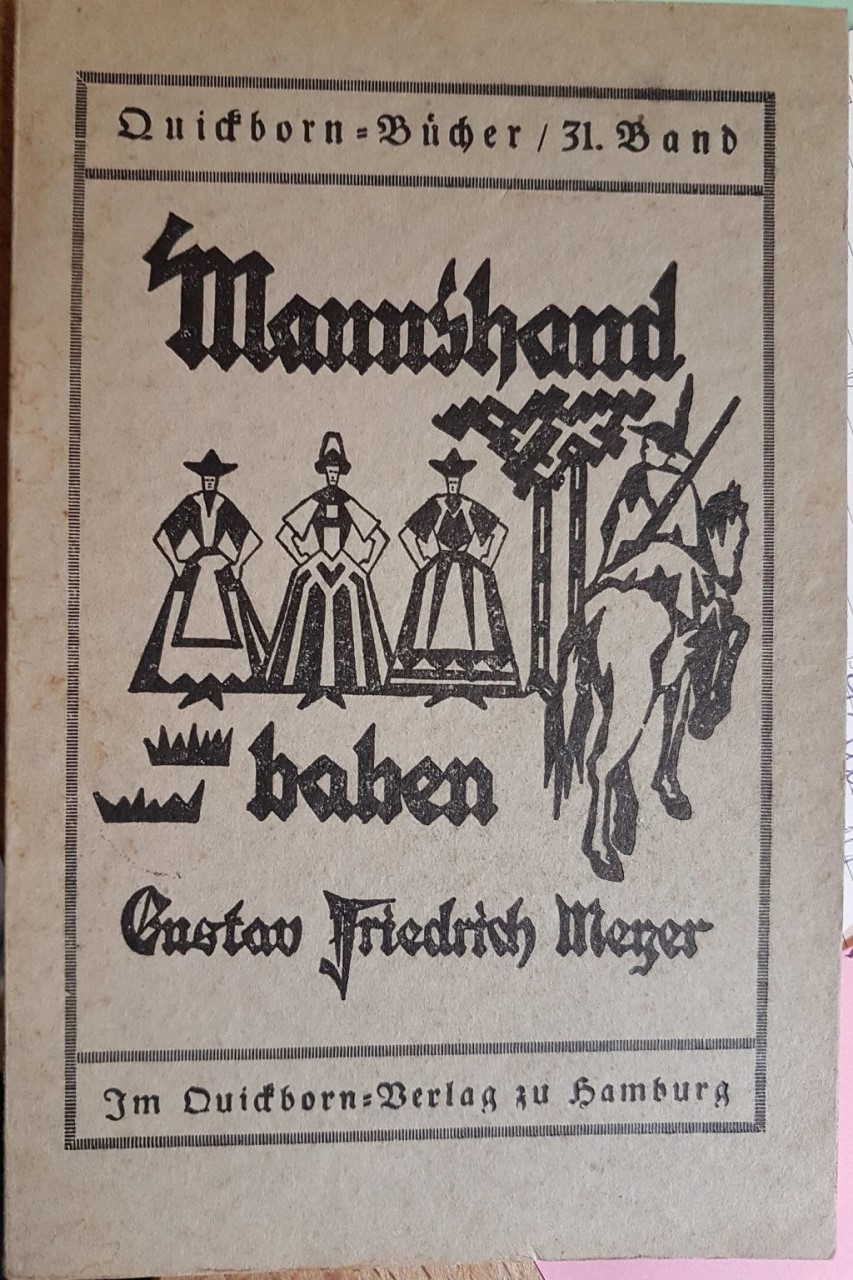 Quickborn-Bücher / 31. Band
Mannshand
baben
Gustav Friedrich Meyer
Im Quickborn-Verlag zu Hamburg